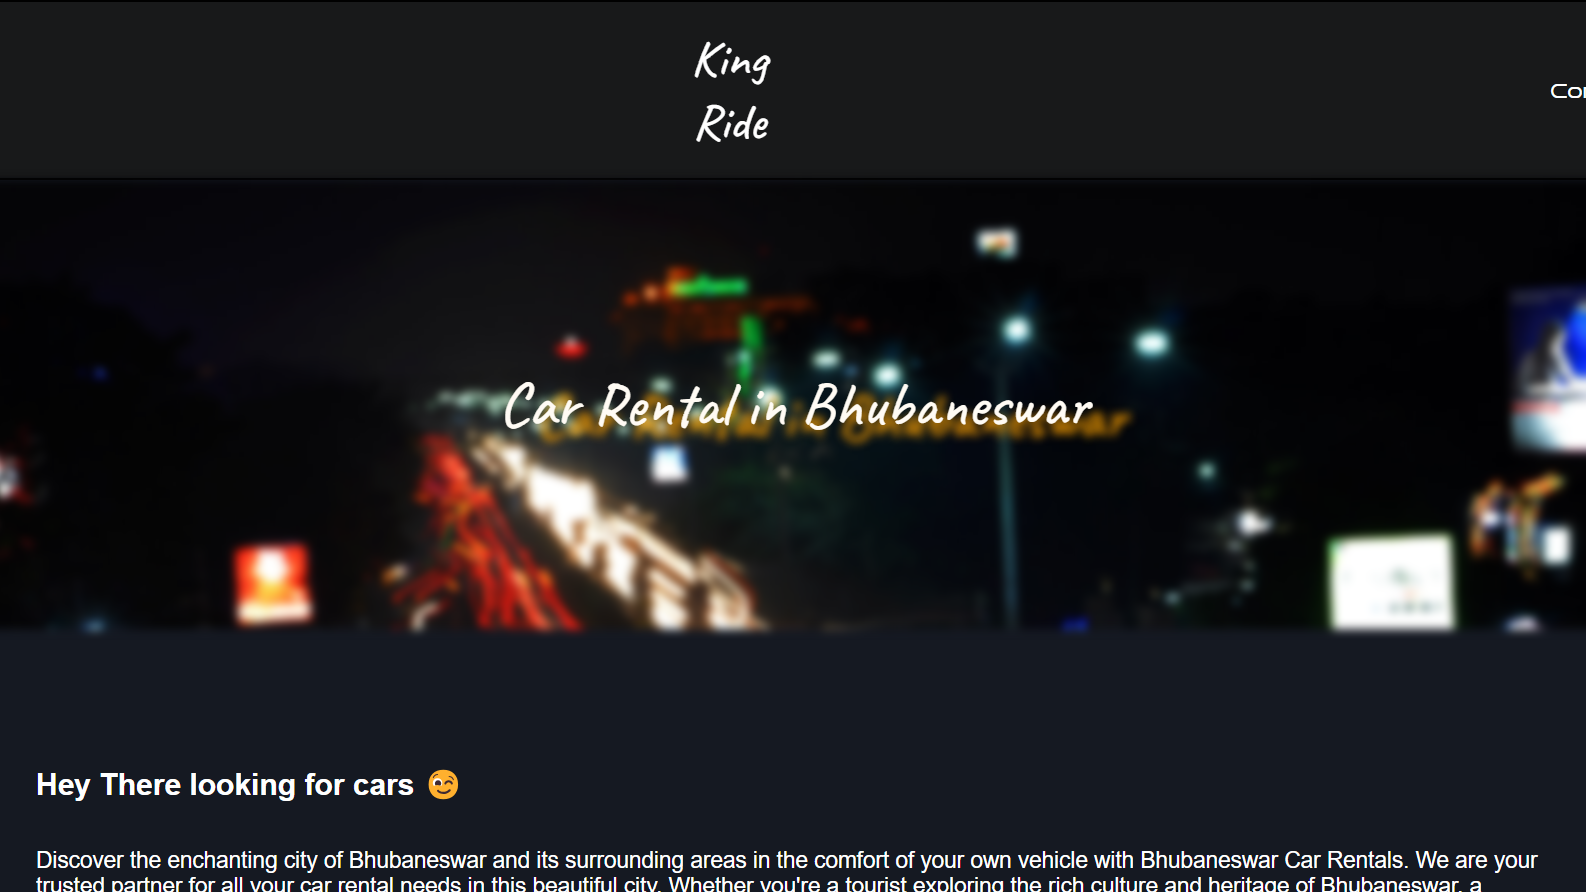 King
Ride
Car Rental in Bhubaneswar
Hey There looking for cars 😉
Discover the enchanting city of Bhubaneswar and its surrounding areas in the comfort of your own vehicle with Bhubaneswar Car Rentals. We are your
trusted partner for all your car rental needs in this beautiful city. Whether you're a tourist exploring the rich culture and heritage of Bhubaneswar, a